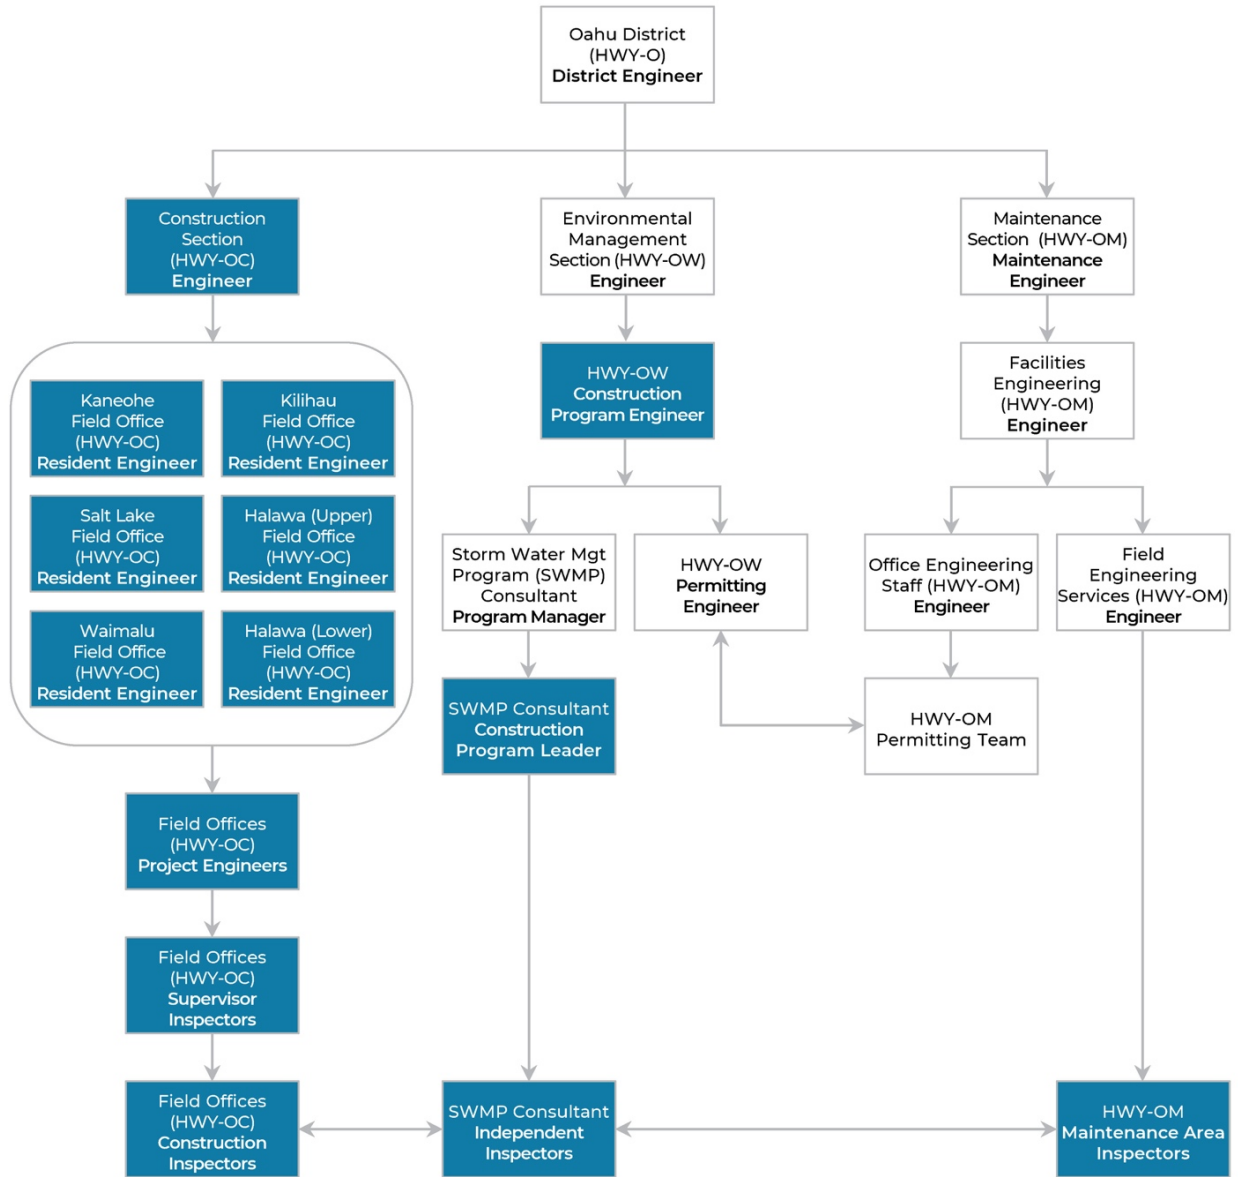 Oahu District
(HWY-O)
District Engineer
Construction
Section
(HWY-OC)
Engineer
Environmental
Management
Section (HWY-OW)
Engineer
Maintenance
Section (HWY-OM)
Maintenance
Engineer
Kaneohe
Field Office
(HWY-OC)
Resident Engineer
Kilihau
Field Office
(HWY-OC)
Resident Engineer
Salt Lake
Field Office
(HWY-OC)
Resident Engineer
Halawa (Upper)
Field Office
(HWY-OC)
Resident Engineer
Waimalu
Field Office
(HWY-OC)
Resident Engineer
Halawa (Lower)
Field Office
(HWY-OC)
Resident Engineer
HWY-OW
Construction
Program Engineer
Facilities
Engineering
(HWY-OM)
Engineer
Storm Water Mgt
Program (SWMP)
Consultant
Program Manager
HWY-OW
Permitting
Engineer
Office Engineering
Staff (HWY-OM)
Engineer
Field
Engineering
Services (HWY-OM)
Engineer
SWMP Consultant
Construction
Program Leader
HWY-OM
Permitting Team
Field Offices
(HWY-OC)
Project Engineers
Field Offices
(HWY-OC)
Supervisor
Inspectors
Field Offices
(HWY-OC)
Construction
Inspectors
SWMP Consultant
Independent
Inspectors
HWY-OM
Maintenance Area
Inspectors